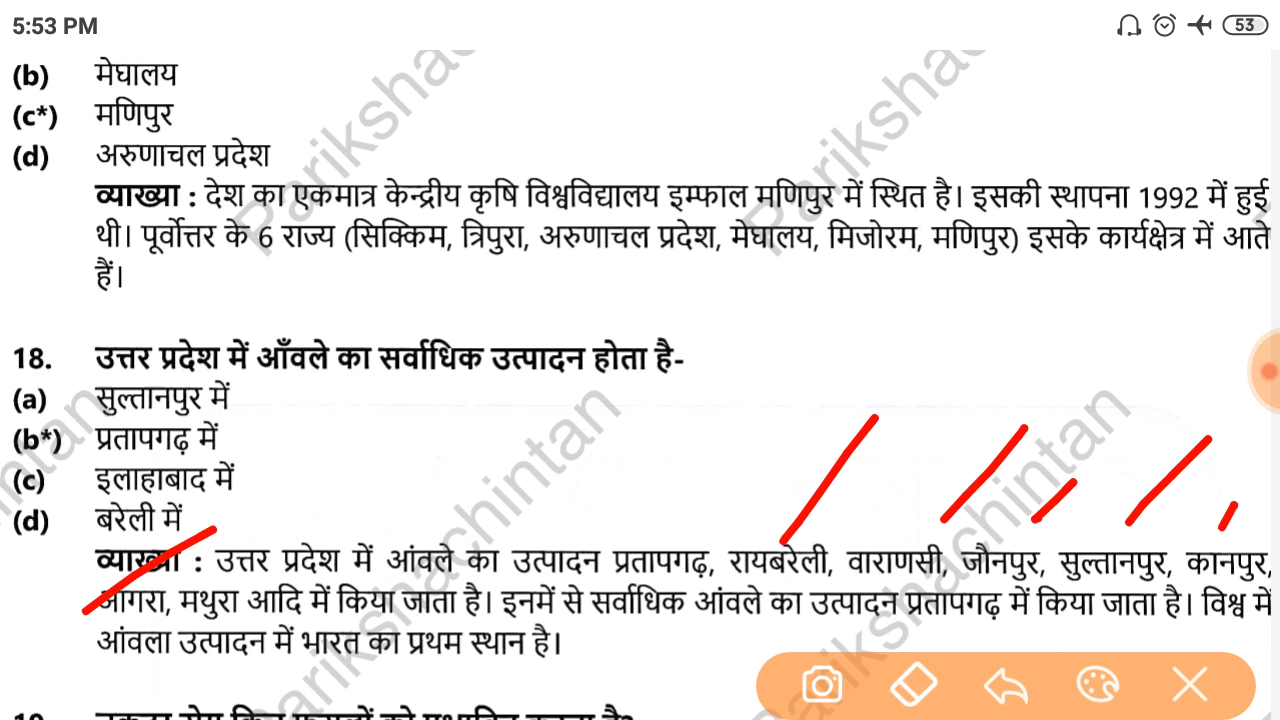 5:53 PM 53
(b) मेघालय
(c*) मणिपुर
(d) अरुणाचल प्रदेश
व्याख्या : देश का एकमात्र केन्द्रीय कृषि विश्वविद्यालय इम्फाल मणिपुर में स्थित है। इसकी स्थापना 1992 में हुई
थी। पूर्वोत्तर के 6 राज्य (सिक्किम, त्रिपुरा, अरुणाचल प्रदेश, मेघालय, मिजोरम, मणिपुर) इसके कार्यक्षेत्र में आते
हैं।
18. उत्तर प्रदेश में आँवले का सर्वाधिक उत्पादन होता है-
(a) सुल्तानपुर में
(b*) प्रतापगढ़ में
(c) इलाहाबाद में
(d) बरेली में
व्याख्या : उत्तर प्रदेश में आंवले का उत्पादन प्रतापगढ़, रायबरेली, वाराणसी, जौनपुर, सुल्तानपुर, कानपुर,
आगरा, मथुरा आदि में किया जाता है। इनमें से सर्वाधिक आंवले का उत्पादन प्रतापगढ़ में किया जाता है। विश्व में
आंवला उत्पादन में भारत का प्रथम स्थान है।
Parikshachintan
Parikshachintan